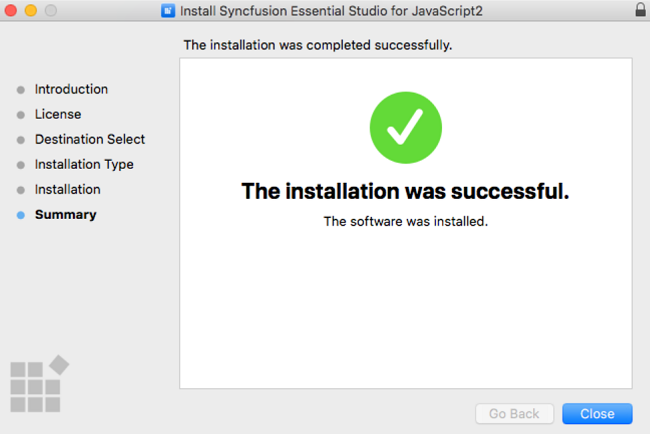 Install Syncfusion Essential Studio for JavaScript2
The installation was completed successfully.
Introduction
License
Destination Select
Installation Type
Installation
Summary
The installation was successful.
The software was installed.
Go Back
Close